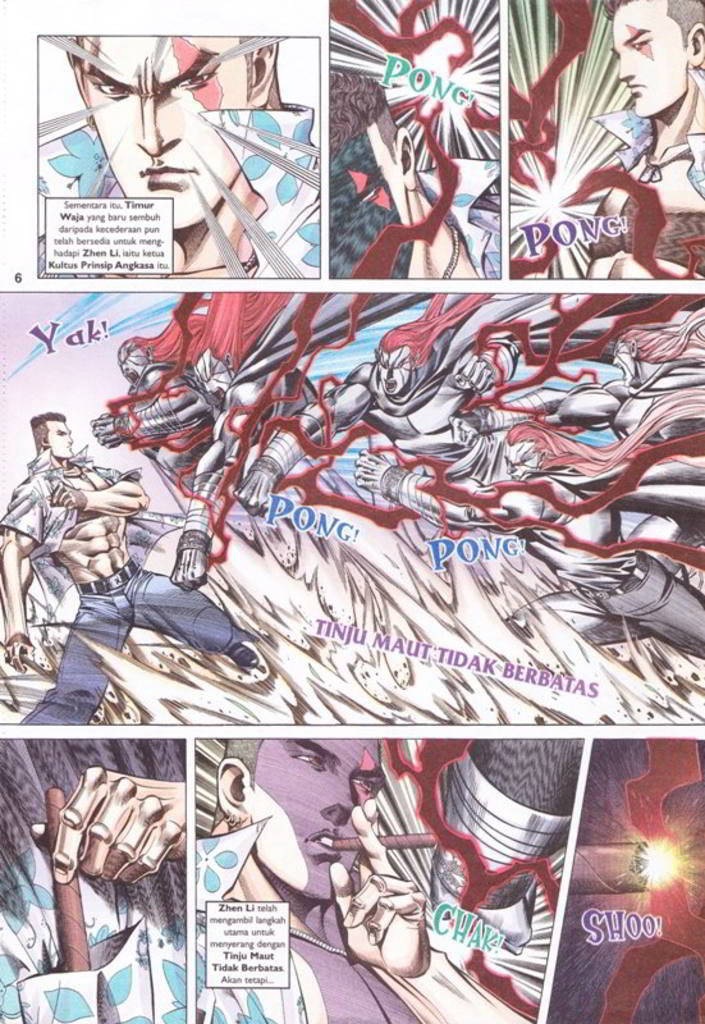 PONG!
PONG!
Sementara itu, Timur
Waja yang baru sembuh
daripada kecederaan pun
telah bersedia untuk meng-
hadapi Zhen Li, iaitu ketua
Kultus Prinsip Angkasa itu.
6
Yak!
PONG!
PONG!
TINJU MAUT TIDAK BERBATAS
Zhen Li telah
mengambil langkah
utama untuk
menyerang dengan
Tinju Maut
Tidak Berbatas.
Akan tetapi...
CHAK!
SHOO!